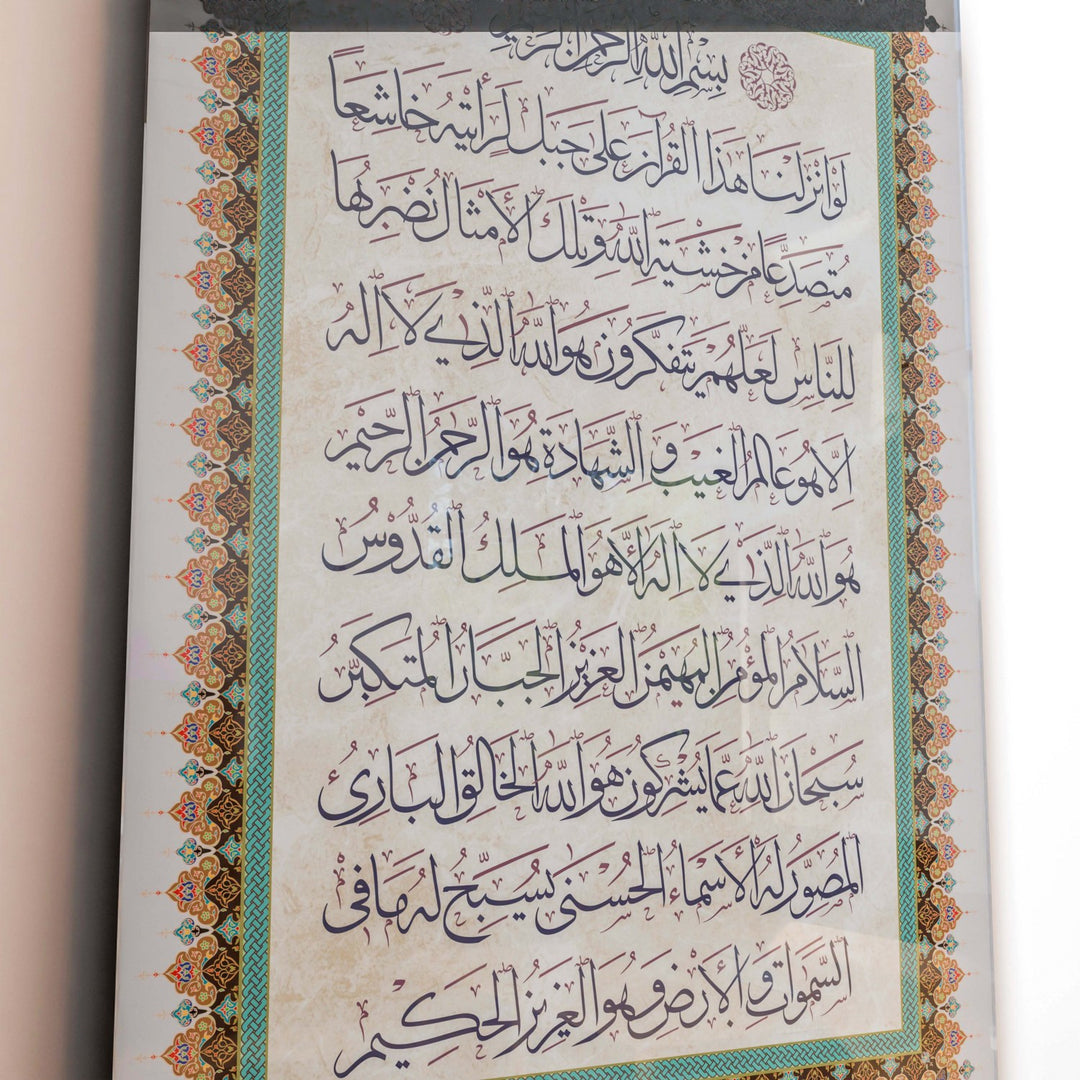 بسم الله الرحمن الرحيم
لو انزلنا هذا القرآن على جبل لرأيته خاشعاً
متصدعاً من خشية الله وتلك الأمثال نضربها
للناس لعلهم يتفكرون هو الله الذي لا اله
الا هو عالم الغيب و الشهادة هو الرحمن الرحيم
هو الله الذي لا اله الا هو الملك القدوس
السلام المؤمن المهيمن العزيز الجبار المتكبر
سبحان الله عما يشركون هو الله الخالق البارئ
المصور له الأسماء الحسنى يسبح له ما في
السموات و الأرض وهو العزيز الحكيم